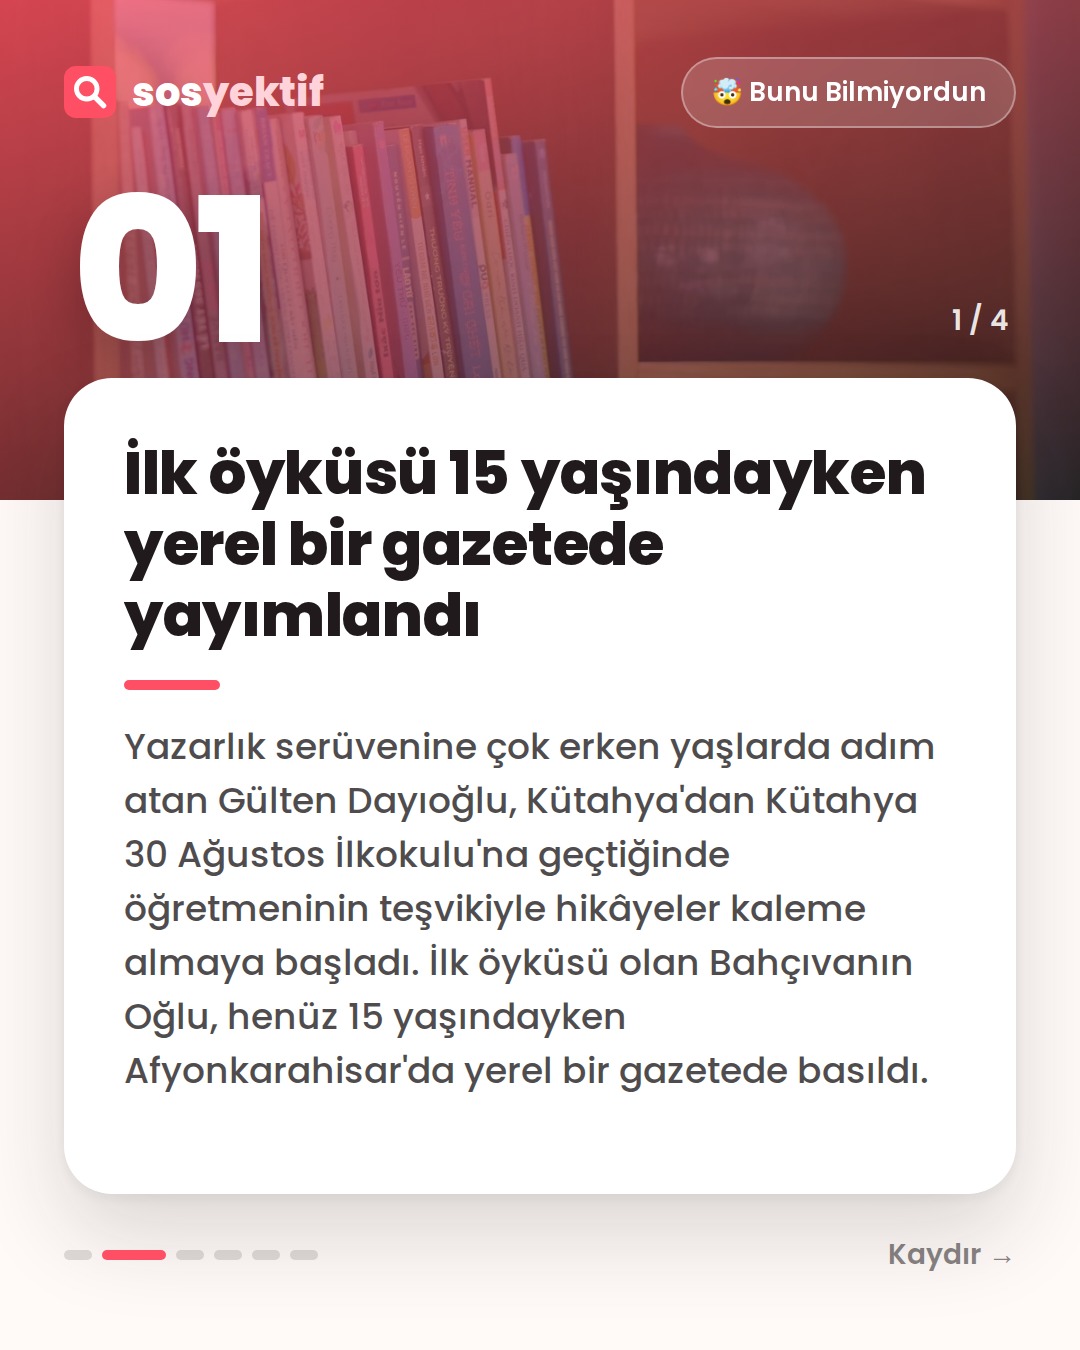 sosyektif
🤯 Bunu Bilmiyordun
01
1 / 4
İlk öyküsü 15 yaşındayken
yerel bir gazetede
yayımlandı
Yazarlık serüvenine çok erken yaşlarda adım
atan Gülten Dayıoğlu, Kütahya'dan Kütahya
30 Ağustos İlkokulu'na geçtiğinde
öğretmeninin teşvikiyle hikâyeler kaleme
almaya başladı. İlk öyküsü olan Bahçıvanın
Oğlu, henüz 15 yaşındayken
Afyonkarahisar'da yerel bir gazetede basıldı.
Kaydır →